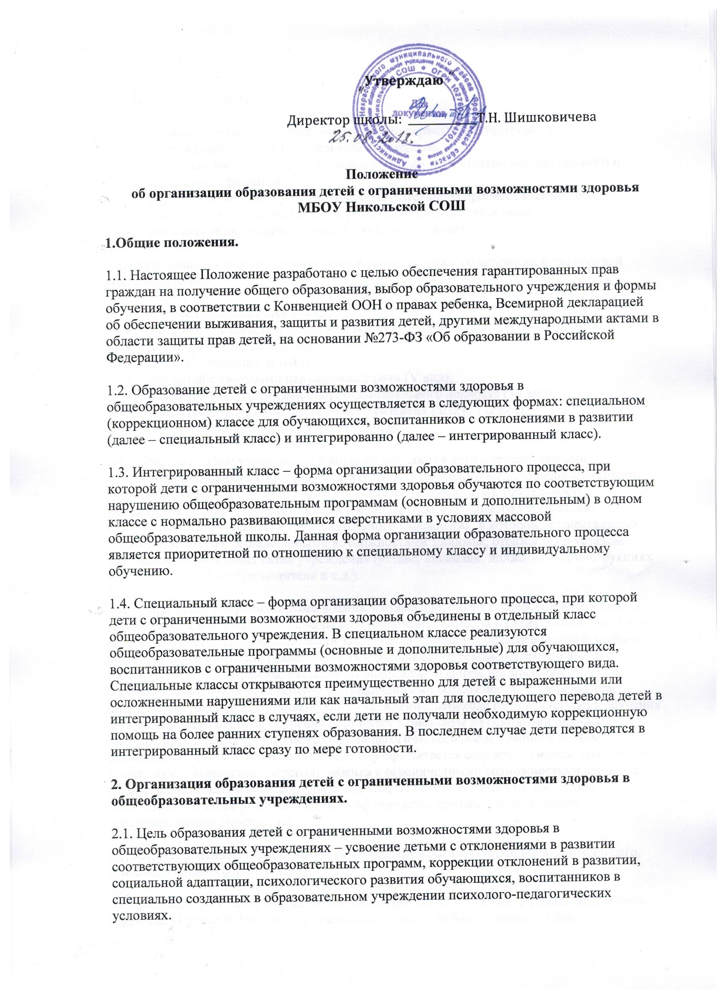 "Утверждаю"
Директор школы: __________Т.Н. Шишковичева
25.08.2018.
Администрация Некрасовского муниципального района Ярославской области
МБОУ Никольская СОШ * ОГРН
Для
документов
Положение
об организации образования детей с ограниченными возможностями здоровья
МБОУ Никольской СОШ
1.Общие положения.
1.1. Настоящее Положение разработано с целью обеспечения гарантированных прав
граждан на получение общего образования, выбор образовательного учреждения и формы
обучения, в соответствии с Конвенцией ООН о правах ребенка, Всемирной декларацией
об обеспечении выживания, защиты и развития детей, другими международными актами в
области защиты прав детей, на основании №273-ФЗ «Об образовании в Российской
Федерации».
1.2. Образование детей с ограниченными возможностями здоровья в
общеобразовательных учреждениях осуществляется в следующих формах: специальном
(коррекционном) классе для обучающихся, воспитанников с отклонениями в развитии
(далее – специальный класс) и интегрированно (далее – интегрированный класс).
1.3. Интегрированный класс – форма организации образовательного процесса, при
которой дети с ограниченными возможностями здоровья обучаются по соответствующим
нарушению общеобразовательным программам (основным и дополнительным) в одном
классе с нормально развивающимися сверстниками в условиях массовой
общеобразовательной школы. Данная форма организации образовательного процесса
является приоритетной по отношению к специальному классу и индивидуальному
обучению.
1.4. Специальный класс – форма организации образовательного процесса, при которой
дети с ограниченными возможностями здоровья объединены в отдельный класс
общеобразовательного учреждения. В специальном классе реализуются
общеобразовательные программы (основные и дополнительные) для обучающихся,
воспитанников с ограниченными возможностями здоровья соответствующего вида.
Специальные классы открываются преимущественно для детей с выраженными или
осложненными нарушениями или как начальный этап для последующего перевода детей в
интегрированный класс в случаях, если дети не получали необходимую коррекционную
помощь на более ранних ступенях образования. В последнем случае дети переводятся в
интегрированный класс сразу по мере готовности.
2. Организация образования детей с ограниченными возможностями здоровья в
общеобразовательных учреждениях.
2.1. Цель образования детей с ограниченными возможностями здоровья в
общеобразовательных учреждениях – усвоение детьми с отклонениями в развитии
соответствующих общеобразовательных программ, коррекции отклонений в развитии,
социальной адаптации, психологического развития обучающихся, воспитанников в
специально созданных в образовательном учреждении психолого-педагогических
условиях.